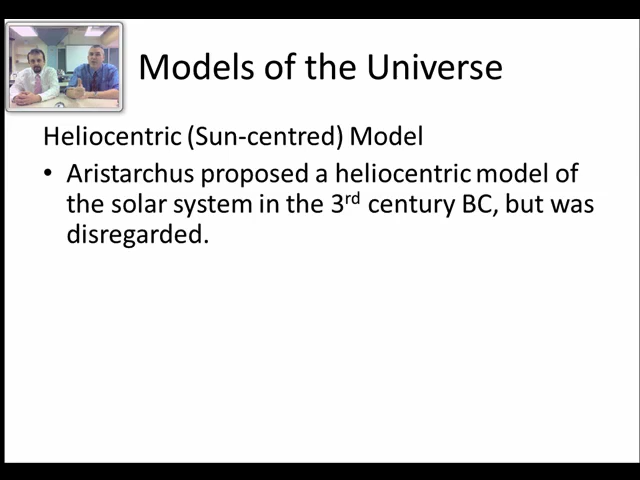 Models of the Universe
Heliocentric (Sun-centred) Model
• Aristarchus proposed a heliocentric model of
the solar system in the 3rd century BC, but was
disregarded.